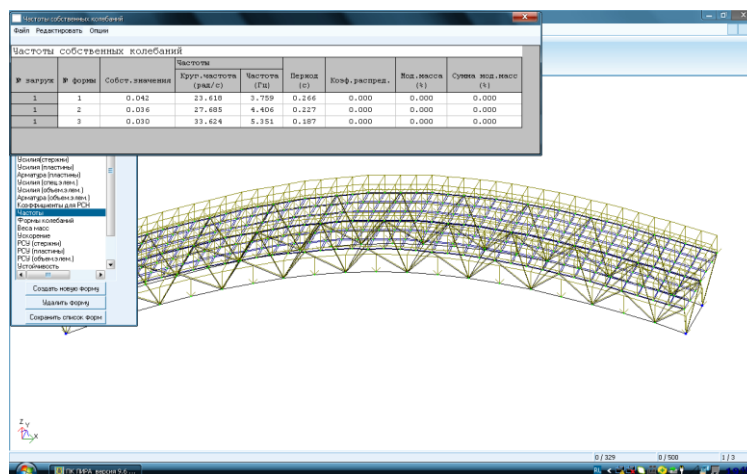 Частоты собственных колебаний
Файл Редактировать Опции
Частоты собственных колебаний
№ загруж № формы Собст.значения Частоты Период (с) Коэф.распред. Мод.масса (%) Сумма мод.масс (%)
Круг.частота (рад/с) Частота (Гц)
1 1 0.042 23.618 3.759 0.266 0.000 0.000 0.000
1 2 0.036 27.685 4.406 0.227 0.000 0.000 0.000
1 3 0.030 33.624 5.351 0.187 0.000 0.000 0.000
Усилия(стержни)
Усилия (пластины)
Арматура (пластины)
Усилия (спец.элем.)
Усилия (объем.элем.)
Арматура (объем.элем.)
Коэффициенты для РСН
Частоты
Формы колебаний
Веса масс
Ускорение
РСУ (стержни)
РСУ (пластины)
РСУ (объем.элем.)
Устойчивость
Создать новую форму
Удалить форму
Сохранить список форм
Z Y
X
0 / 329 0 / 500 1 / 3
ПК ЛИРА версия 9.6 ...
RL